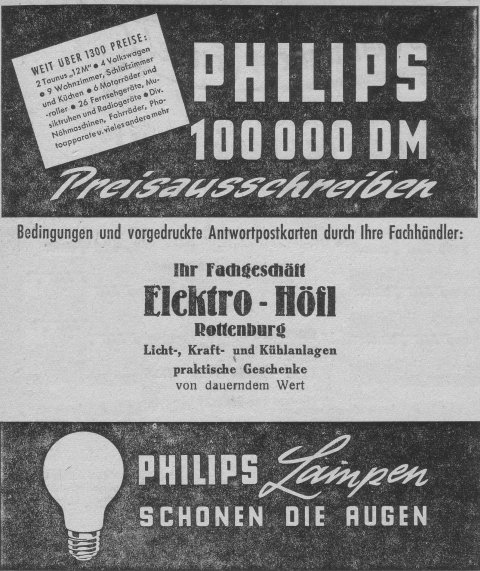 WEIT ÜBER 1300 PREISE:
2 Taunus „12M" ● 4 Volkswagen
● 9 Wohnzimmer, Schlafzimmer
und Küchen ● 6 Motorräder und
-roller ● 26 Fernsehgeräte, Mu-
siktruhen und Radiogeräte ● Div.
Nähmaschinen, Fahrräder, Pho-
toapparate u. vieles andere mehr
PHILIPS
100 000 DM
Preisausschreiben
Bedingungen und vorgedruckte Antwortpostkarten durch Ihre Fachhändler:
Ihr Fachgeschäft
Elektro - Höfl
Rottenburg
Licht-, Kraft- und Kühlanlagen
praktische Geschenke
von dauerndem Wert
PHILIPS Lampen
SCHONEN DIE AUGEN